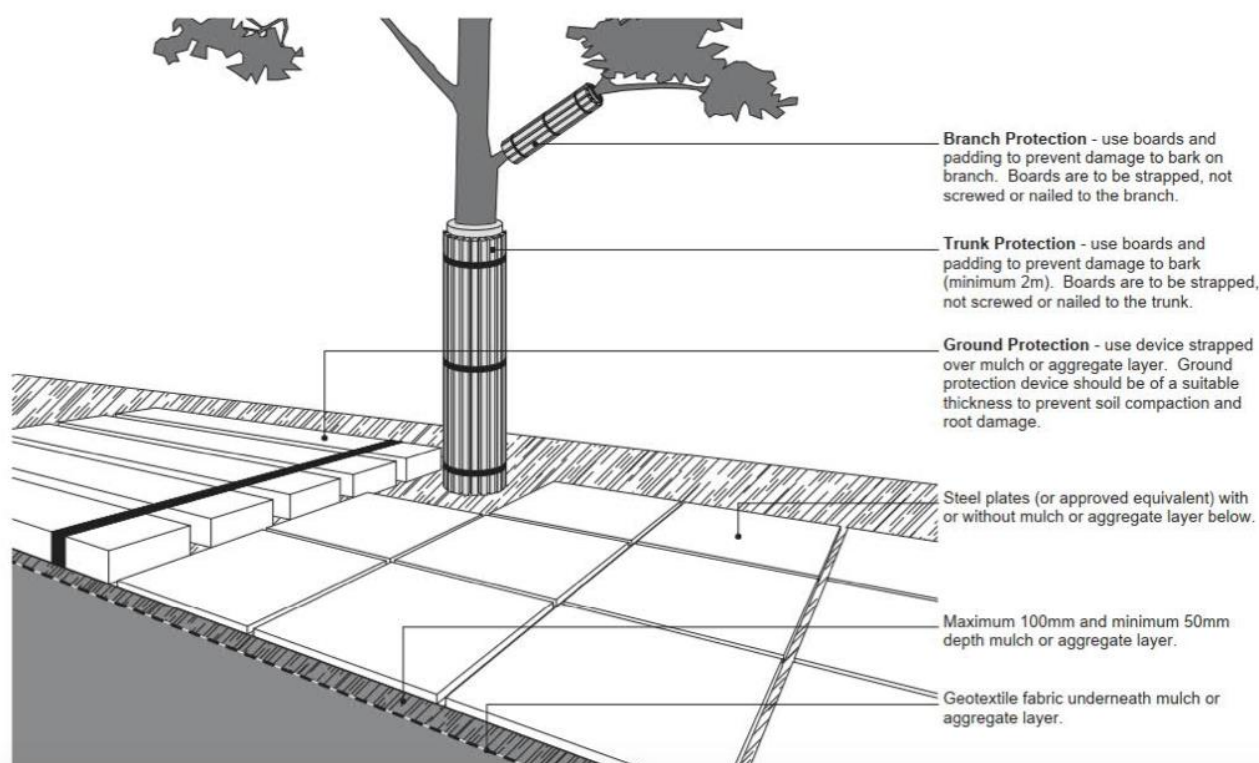 Branch Protection - use boards and
padding to prevent damage to bark on
branch.  Boards are to be strapped, not
screwed or nailed to the branch.
Trunk Protection - use boards and
padding to prevent damage to bark
(minimum 2m).  Boards are to be strapped,
not screwed or nailed to the trunk.
Ground Protection - use device strapped
over mulch or aggregate layer.  Ground
protection device should be of a suitable
thickness to prevent soil compaction and
root damage.
Steel plates (or approved equivalent) with
or without mulch or aggregate layer below.
Maximum 100mm and minimum 50mm
depth mulch or aggregate layer.
Geotextile fabric underneath mulch or
aggregate layer.